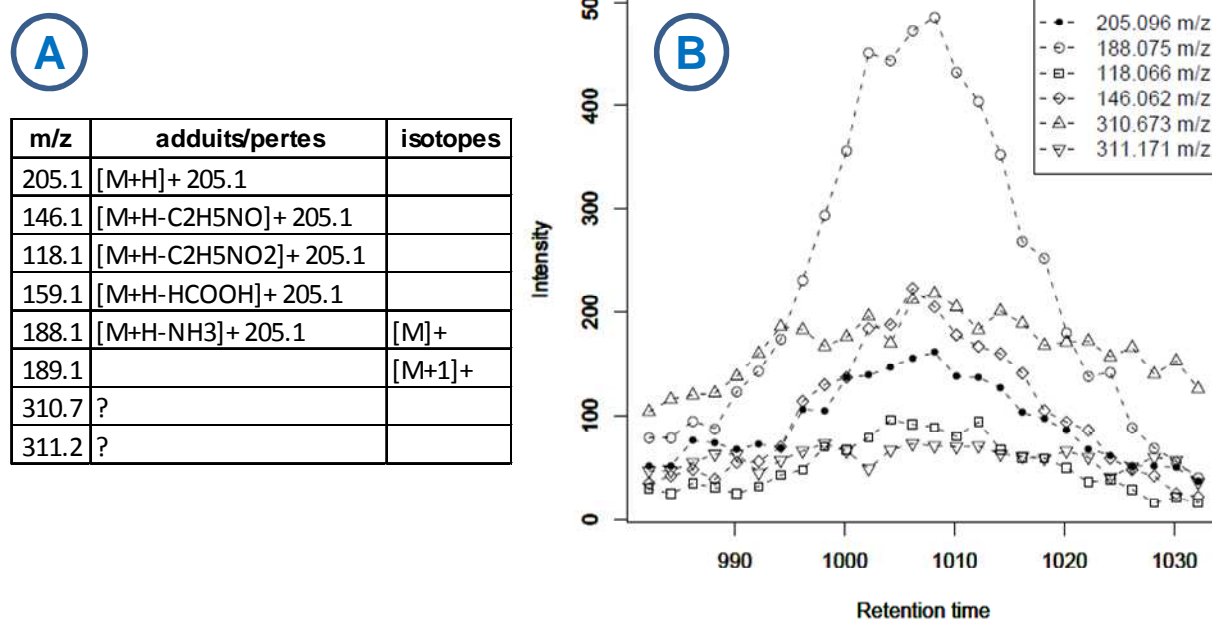 A
m/z adduits/pertes isotopes
205.1 [M+H]+ 205.1
146.1 [M+H-C2H5NO]+ 205.1
118.1 [M+H-C2H5NO2]+ 205.1
159.1 [M+H-HCOOH]+ 205.1
188.1 [M+H-NH3]+ 205.1 [M]+
189.1 [M+1]+
310.7 ?
311.2 ?
B
205.096 m/z
188.075 m/z
118.066 m/z
146.062 m/z
310.673 m/z
311.171 m/z
Intensity
400
300
200
100
0
990 1000 1010 1020 1030
Retention time